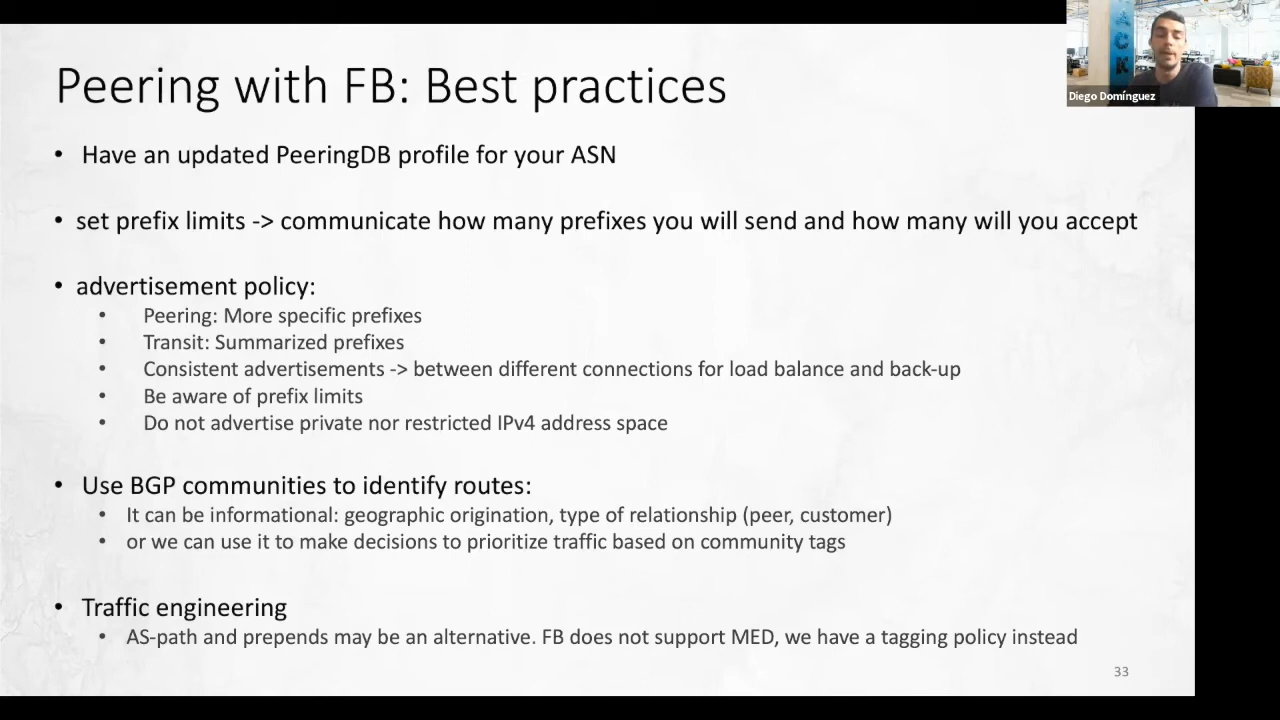 Peering with FB: Best practices
Diego Domínguez
• Have an updated PeeringDB profile for your ASN
• set prefix limits -> communicate how many prefixes you will send and how many will you accept
• advertisement policy:
• Peering: More specific prefixes
• Transit: Summarized prefixes
• Consistent advertisements -> between different connections for load balance and back-up
• Be aware of prefix limits
• Do not advertise private nor restricted IPv4 address space
• Use BGP communities to identify routes:
• It can be informational: geographic origination, type of relationship (peer, customer)
• or we can use it to make decisions to prioritize traffic based on community tags
• Traffic engineering
• AS-path and prepends may be an alternative. FB does not support MED, we have a tagging policy instead
33